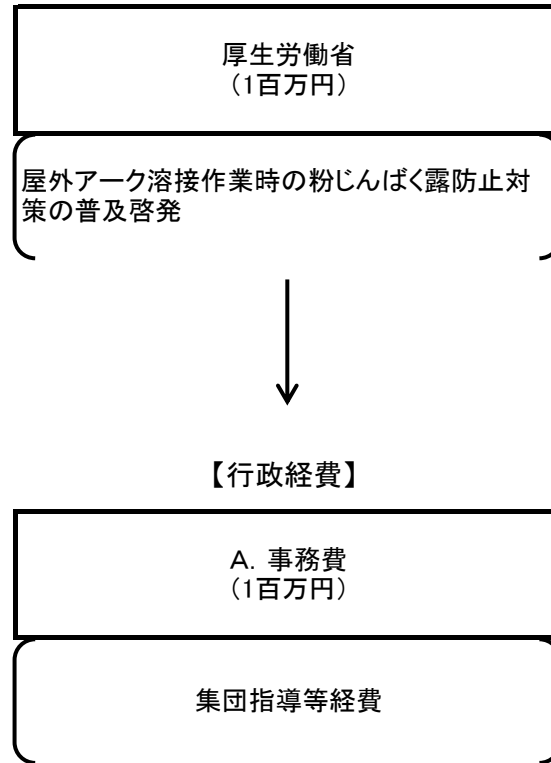 厚生労働省
（1百万円）
屋外アーク溶接作業時の粉じんばく露防止対
策の普及啓発
【行政経費】
A．事務費
（1百万円）
集団指導等経費